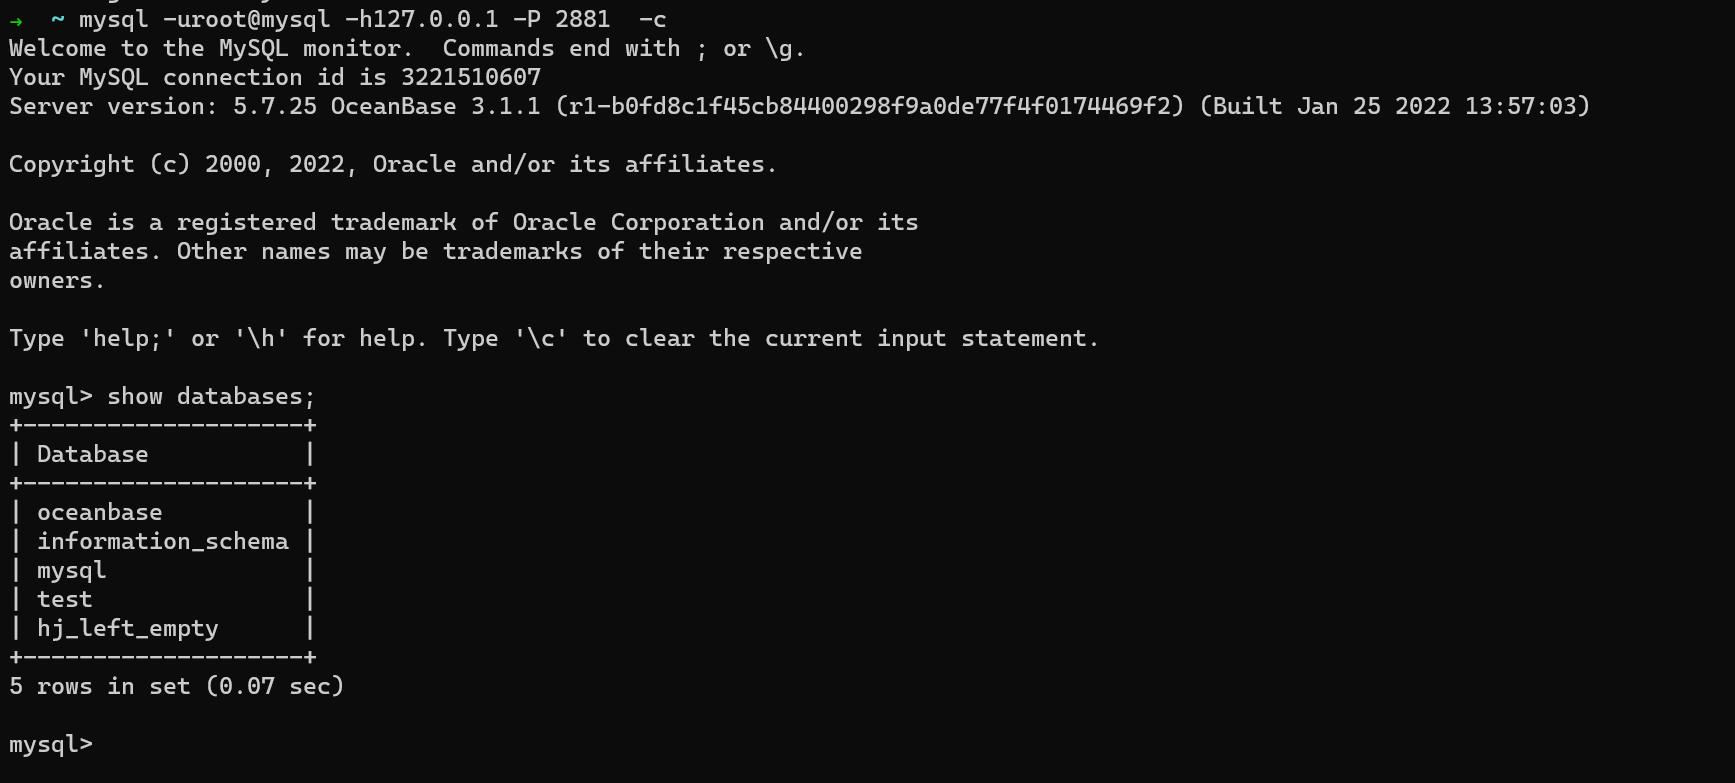 →  ~ mysql -uroot@mysql -h127.0.0.1 -P 2881  -c
Welcome to the MySQL monitor.  Commands end with ; or \g.
Your MySQL connection id is 3221510607
Server version: 5.7.25 OceanBase 3.1.1 (r1-b0fd8c1f45cb84400298f9a0de77f4f0174469f2) (Built Jan 25 2022 13:57:03)

Copyright (c) 2000, 2022, Oracle and/or its affiliates.

Oracle is a registered trademark of Oracle Corporation and/or its
affiliates. Other names may be trademarks of their respective
owners.

Type 'help;' or '\h' for help. Type '\c' to clear the current input statement.

mysql> show databases;
+--------------------+
| Database           |
+--------------------+
| oceanbase          |
| information_schema |
| mysql              |
| test               |
| hj_left_empty      |
+--------------------+
5 rows in set (0.07 sec)

mysql>